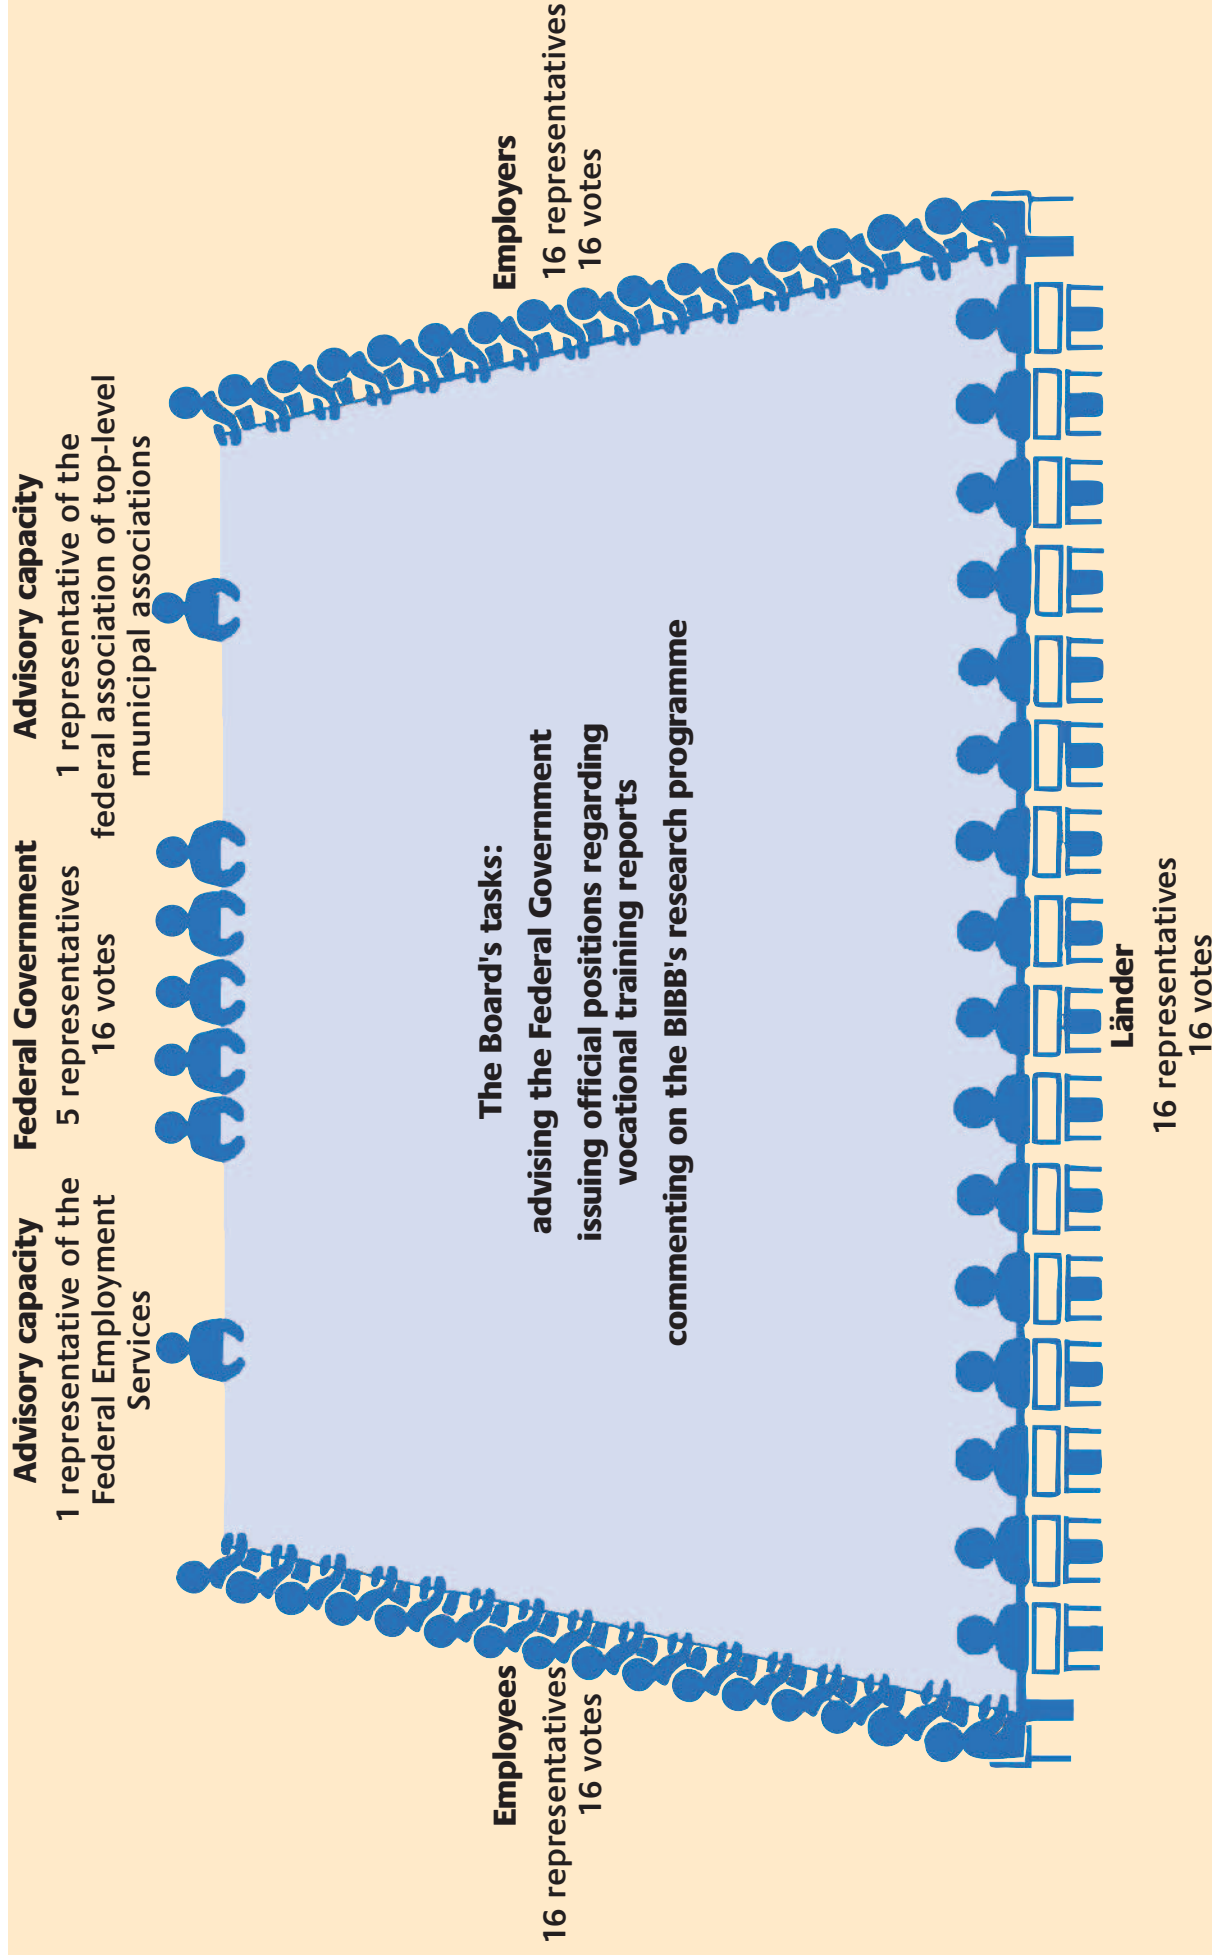 Advisory capacity
1 representative of the
Federal Employment
Services
Federal Government
5 representatives
16 votes
Advisory capacity
1 representative of the
federal association of top-level
municipal associations
Employees
16 representatives
16 votes
The Board's tasks:
advising the Federal Government
issuing official positions regarding
vocational training reports
commenting on the BIBB's research programme
Employers
16 representatives
16 votes
Länder
16 representatives
16 votes